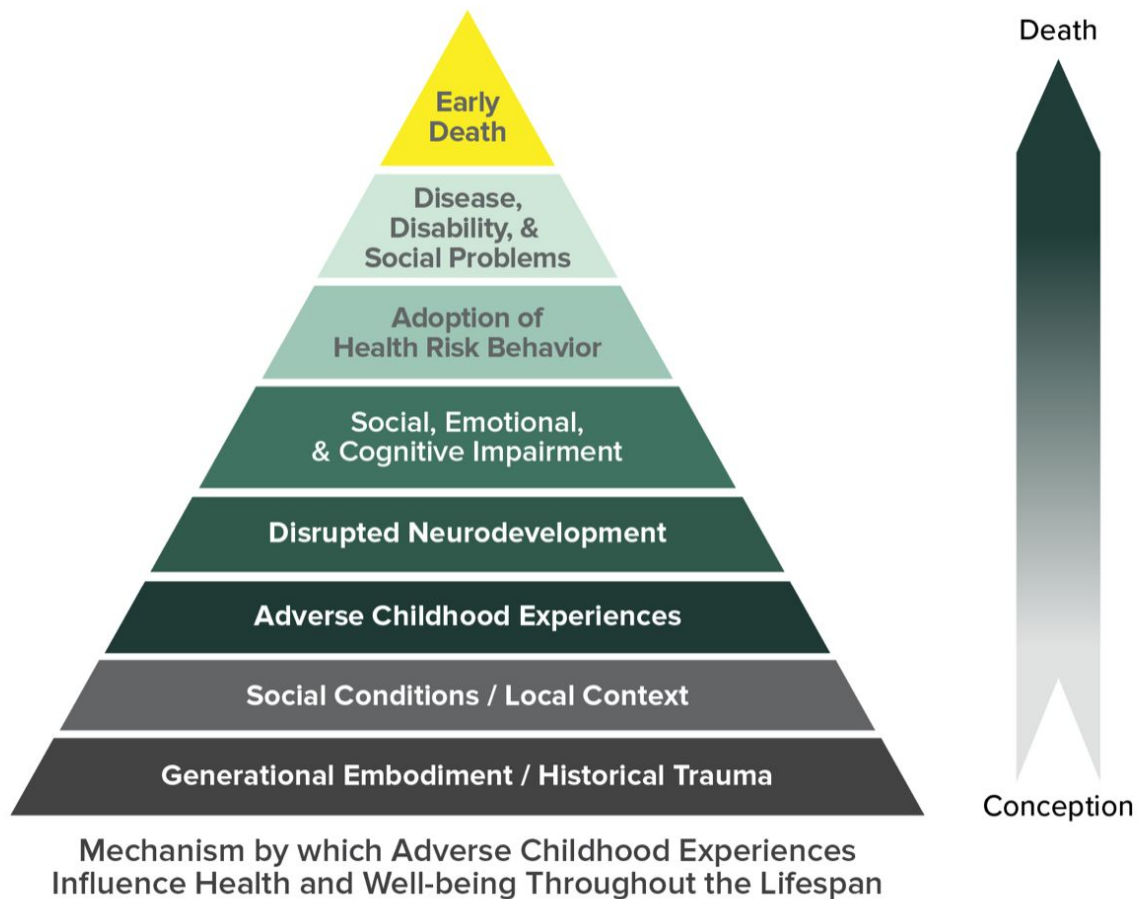 Early
Death
Disease,
Disability, &
Social Problems
Adoption of
Health Risk Behavior
Social, Emotional,
& Cognitive Impairment
Disrupted Neurodevelopment
Adverse Childhood Experiences
Social Conditions / Local Context
Generational Embodiment / Historical Trauma
Mechanism by which Adverse Childhood Experiences
Influence Health and Well-being Throughout the Lifespan
Death
Conception